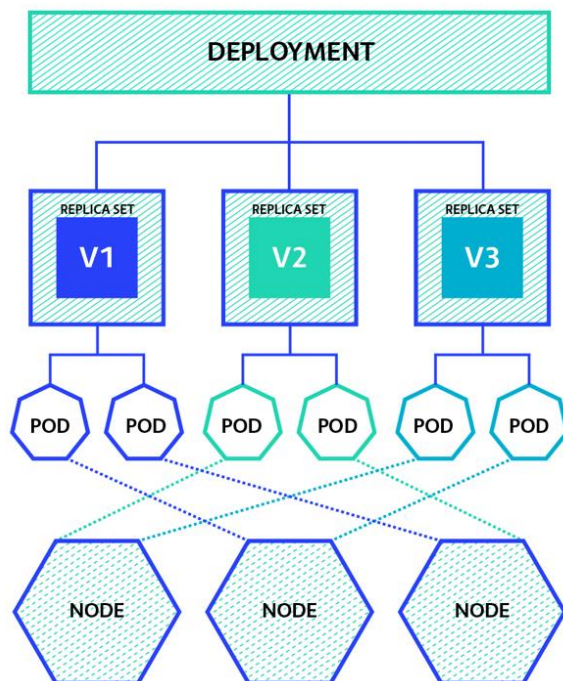 DEPLOYMENT
REPLICA SET
V1
REPLICA SET
V2
REPLICA SET
V3
POD
POD
POD
POD
POD
POD
NODE
NODE
NODE